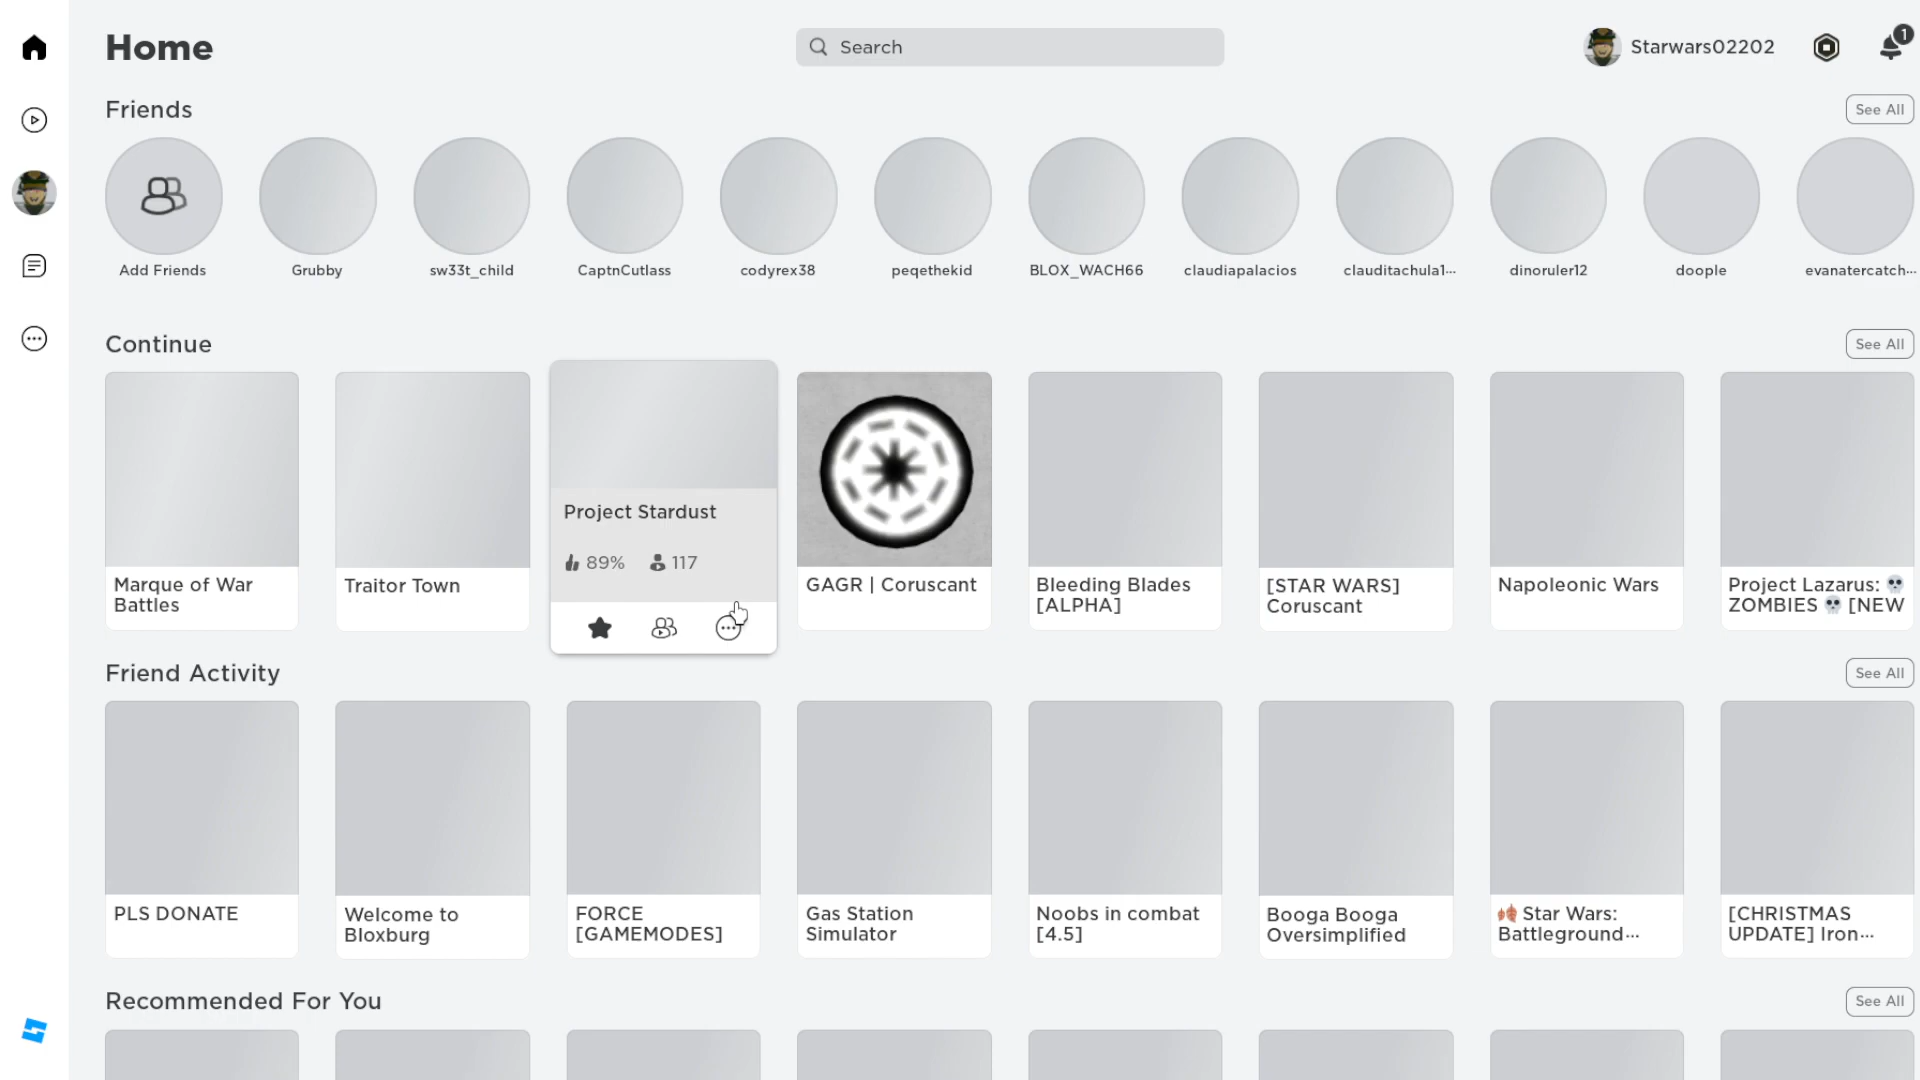 Home
Search
Starwars02202
1
Friends
See All
Add Friends
Grubby
sw33t_child
CaptnCutlass
codyrex38
peqethekid
BLOX_WACH66
claudiapalacios
clauditachula1...
dinoruler12
doople
evanatercatch...
Continue
See All
Marque of War
Battles
Traitor Town
Project Stardust
89%
117
GAGR | Coruscant
Bleeding Blades
[ALPHA]
[STAR WARS]
Coruscant
Napoleonic Wars
Project Lazarus: 💀
ZOMBIES 💀 [NEW
Friend Activity
See All
PLS DONATE
Welcome to
Bloxburg
FORCE
[GAMEMODES]
Gas Station
Simulator
Noobs in combat
[4.5]
Booga Booga
Oversimplified
🍂 Star Wars:
Battleground...
[CHRISTMAS
UPDATE] Iron...
Recommended For You
See All